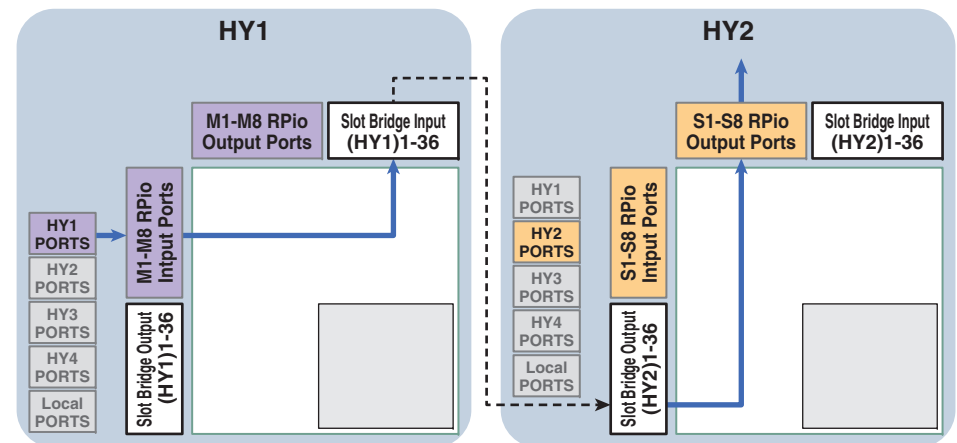 HY1
M1-M8 RPio
Output Ports
Slot Bridge Input
(HY1)1-36
M1-M8 RPio
Intput Ports
HY1
PORTS
HY2
PORTS
HY3
PORTS
HY4
PORTS
Local
PORTS
Slot Bridge Output
(HY1)1-36
HY2
S1-S8 RPio
Output Ports
Slot Bridge Input
(HY2)1-36
S1-S8 RPio
Intput Ports
HY1
PORTS
HY2
PORTS
HY3
PORTS
HY4
PORTS
Local
PORTS
Slot Bridge Output
(HY2)1-36